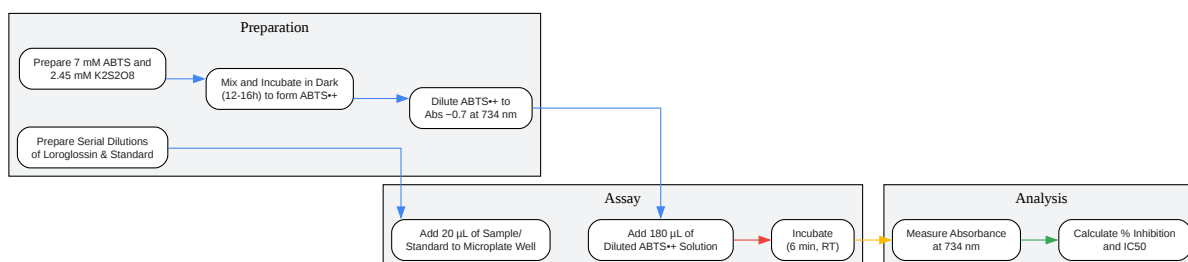 Preparation
Prepare 7 mM ABTS and
2.45 mM K2S2O8
Mix and Incubate in Dark
(12-16h) to form ABTS•+
Dilute ABTS•+ to
Abs ~0.7 at 734 nm
Prepare Serial Dilutions
of Loroglossin & Standard
Assay
Add 20 µL of Sample/
Standard to Microplate Well
Add 180 µL of
Diluted ABTS•+ Solution
Incubate
(6 min, RT)
Analysis
Measure Absorbance
at 734 nm
Calculate % Inhibition
and IC50